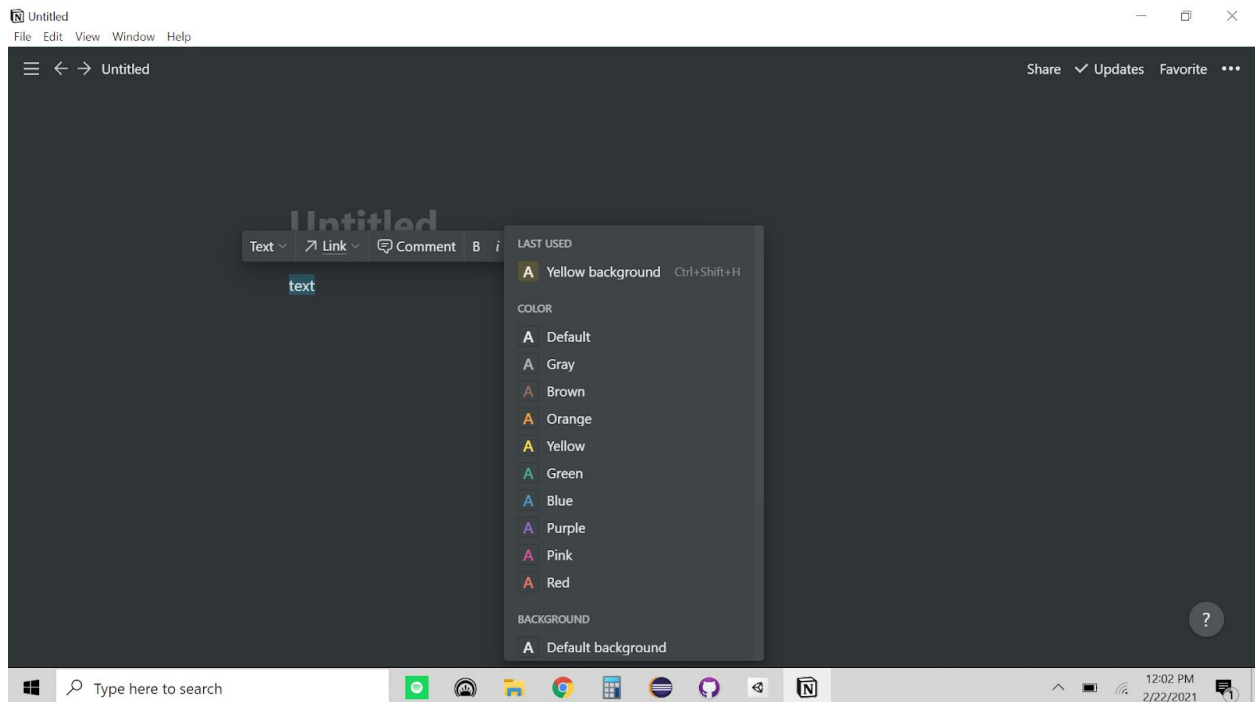 Untitled
File Edit View Window Help
Untitled
Share Updates Favorite
Untitled
Text Link Comment B i
text
LAST USED
A Yellow background Ctrl+Shift+H
COLOR
A Default
A Gray
A Brown
A Orange
A Yellow
A Green
A Blue
A Purple
A Pink
A Red
BACKGROUND
A Default background
?
Type here to search
12:02 PM
2/22/2021
1